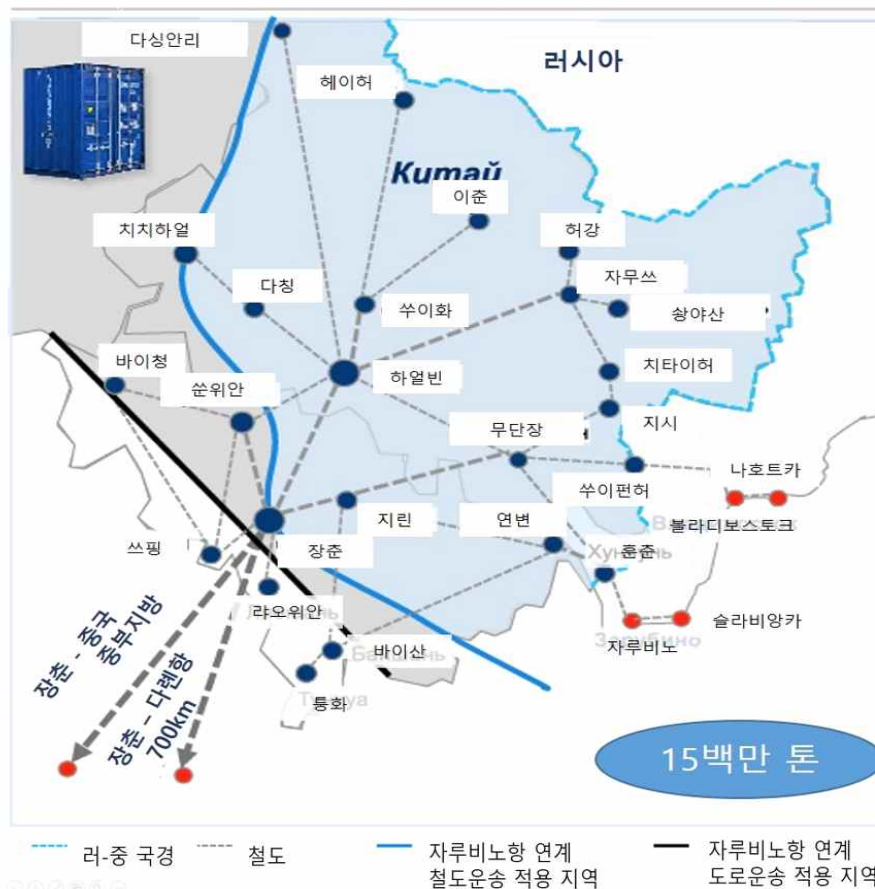 다싱안리
러시아
헤이허
Китай
이춘
치치하얼
허강
다칭
자무쓰
쑤이화
솽야산
바이청
하얼빈
치타이허
쑨위안
무단장
지시
나호트카
쑤이펀허
지린
연변
블라디보스토크
쓰핑
장춘
훈춘
랴오위안
슬라비앙카
자루비노
바이산
퉁화
장춘 - 중국
중부지방
장춘 - 다롄항
700km
15백만 톤
러-중 국경
철도
자루비노항 연계
철도운송 적용 지역
자루비노항 연계
도로운송 적용 지역